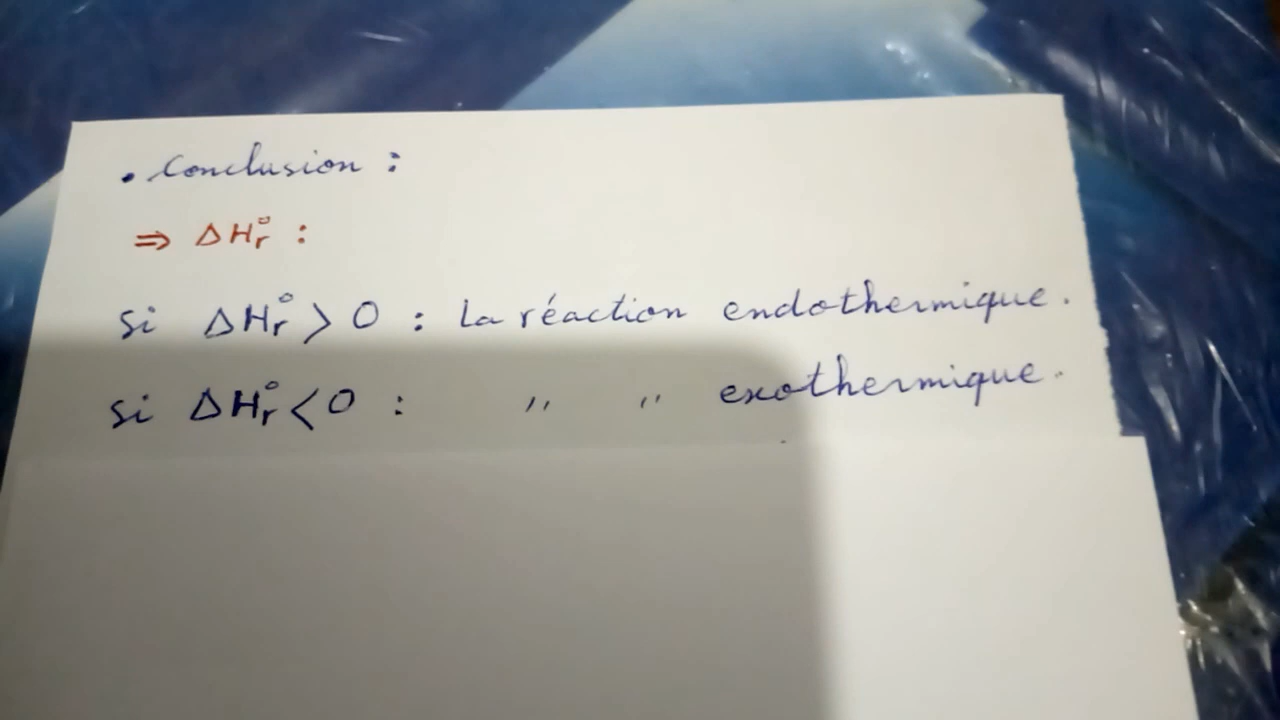 • Conclusion :
⇒ ΔH°r :
Si ΔH°r > 0 : La réaction endothermique.
Si ΔH°r < 0 : " " exothermique.